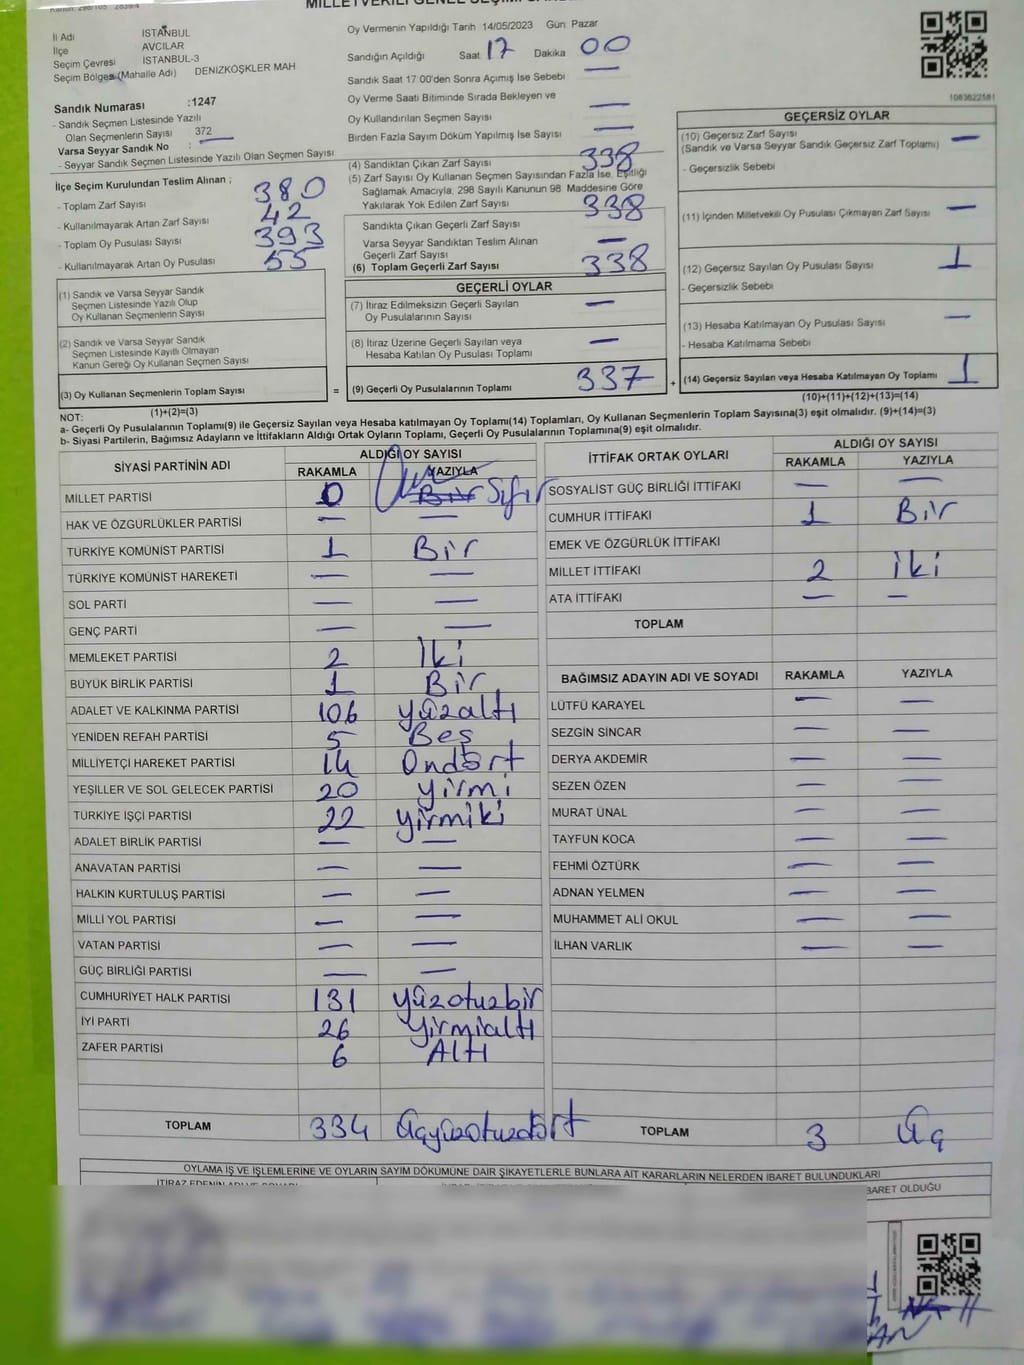 İl Adı İSTANBUL
İlçe AVCILAR
Seçim Çevresi İSTANBUL-3
Seçim Bölgesi (Mahalle Adı) DENİZKÖŞKLER MAH
Sandık Numarası :1247
- Sandık Seçmen Listesinde Yazılı
Olan Seçmenlerin Sayısı 372
Varsa Seyyar Sandık No :
- Seyyar Sandık Seçmen Listesinde Yazılı Olan Seçmen Sayısı
Oy Vermenin Yapıldığı Tarih 14/05/2023 Gün Pazar
Sandığın Açıldığı Saat 17 Dakika 00
Sandık Saat 17:00'den Sonra Açılmış İse Sebebi —
Oy Verme Saati Bitiminde Sırada Bekleyen ve
Oy Kullandırılan Seçmen Sayısı —
Birden Fazla Sayım Döküm Yapılmış İse Sayısı —
1083622581
İlçe Seçim Kurulundan Teslim Alınan ;
- Toplam Zarf Sayısı 380
- Kullanılmayarak Artan Zarf Sayısı 42
- Toplam Oy Pusulası Sayısı 393
- Kullanılmayarak Artan Oy Pusulası 55
(4) Sandıktan Çıkan Zarf Sayısı 338
(5) Zarf Sayısı Oy Kullanan Seçmen Sayısından Fazla İse, Eşitliği
Sağlamak Amacıyla, 298 Sayılı Kanunun 98. Maddesine Göre
Yakılarak Yok Edilen Zarf Sayısı
Sandıkta Çıkan Geçerli Zarf Sayısı 338
Varsa Seyyar Sandıktan Teslim Alınan
Geçerli Zarf Sayısı —
(6) Toplam Geçerli Zarf Sayısı 338
GEÇERSİZ OYLAR
(10) Geçersiz Zarf Sayısı —
(Sandık ve Varsa Seyyar Sandık Geçersiz Zarf Toplamı)
- Geçersizlik Sebebi
(11) İçinden Milletvekili Oy Pusulası Çıkmayan Zarf Sayısı —
(12) Geçersiz Sayılan Oy Pusulası Sayısı 1
- Geçersizlik Sebebi
(13) Hesaba Katılmayan Oy Pusulası Sayısı —
- Hesaba Katılmama Sebebi
(14) Geçersiz Sayılan veya Hesaba Katılmayan Oy Toplamı 1
(10)+(11)+(12)+(13)=(14)
(1) Sandık ve Varsa Seyyar Sandık
Seçmen Listesinde Yazılı Olup
Oy Kullanan Seçmenlerin Sayısı
(2) Sandık ve Varsa Seyyar Sandık
Seçmen Listesinde Kayıtlı Olmayan
Kanun Gereği Oy Kullanan Seçmen Sayısı
(3) Oy Kullanan Seçmenlerin Toplam Sayısı =
(1)+(2)=(3)
GEÇERLİ OYLAR
(7) İtiraz Edilmeksizin Geçerli Sayılan —
Oy Pusulalarının Sayısı
(8) İtiraz Üzerine Geçerli Sayılan veya —
Hesaba Katılan Oy Pusulası Toplamı
(9) Geçerli Oy Pusulalarının Toplamı 337 +
NOT:
a- Geçerli Oy Pusulalarının Toplamı(9) ile Geçersiz Sayılan veya Hesaba katılmayan Oy Toplamı(14) Toplamları, Oy Kullanan Seçmenlerin Toplam Sayısına(3) eşit olmalıdır. (9)+(14)=(3)
b- Siyasi Partilerin, Bağımsız Adayların ve İttifakların Aldığı Ortak Oyların Toplamı, Geçerli Oy Pusulalarının Toplamına(9) eşit olmalıdır.
SİYASİ PARTİNİN ADI ALDIĞI OY SAYISI
RAKAMLA YAZIYLA
MİLLET PARTİSİ 0 Bir Sıfır
HAK VE ÖZGÜRLÜKLER PARTİSİ — —
TÜRKİYE KOMÜNİST PARTİSİ 1 Bir
TÜRKİYE KOMÜNİST HAREKETİ — —
SOL PARTİ — —
GENÇ PARTİ — —
MEMLEKET PARTİSİ 2 İki
BÜYÜK BİRLİK PARTİSİ 1 Bir
ADALET VE KALKINMA PARTİSİ 106 yüzaltı
YENİDEN REFAH PARTİSİ 5 Beş
MİLLİYETÇİ HAREKET PARTİSİ 14 Ondört
YEŞİLLER VE SOL GELECEK PARTİSİ 20 yirmi
TÜRKİYE İŞÇİ PARTİSİ 22 yirmiki
ADALET BİRLİK PARTİSİ — —
ANAVATAN PARTİSİ — —
HALKIN KURTULUŞ PARTİSİ — —
MİLLİ YOL PARTİSİ — —
VATAN PARTİSİ — —
GÜÇ BİRLİĞİ PARTİSİ — —
CUMHURİYET HALK PARTİSİ 131 yüzotuzbir
İYİ PARTİ 26 Yirmialtı
ZAFER PARTİSİ 6 Altı
TOPLAM 334 Üçyüzotuzdört
İTTİFAK ORTAK OYLARI ALDIĞI OY SAYISI
RAKAMLA YAZIYLA
SOSYALİST GÜÇ BİRLİĞİ İTTİFAKI — —
CUMHUR İTTİFAKI 1 Bir
EMEK VE ÖZGÜRLÜK İTTİFAKI
MİLLET İTTİFAKI 2 iki
ATA İTTİFAKI — —
TOPLAM
BAĞIMSIZ ADAYIN ADI VE SOYADI RAKAMLA YAZIYLA
LÜTFÜ KARAYEL — —
SEZGİN SİNCAR — —
DERYA AKDEMİR — —
SEZEN ÖZEN — —
MURAT ÜNAL — —
TAYFUN KOCA — —
FEHMİ ÖZTÜRK — —
ADNAN YELMEN — —
MUHAMMET ALİ OKUL — —
İLHAN VARLIK — —
TOPLAM 3 Üç
OYLAMA İŞ VE İŞLEMLERİNE VE OYLARIN SAYIM DÖKÜMÜNE DAİR ŞİKAYETLERLE BUNLARA AİT KARARLARIN NELERDEN İBARET BULUNDUKLARI
BARET OLDUĞU